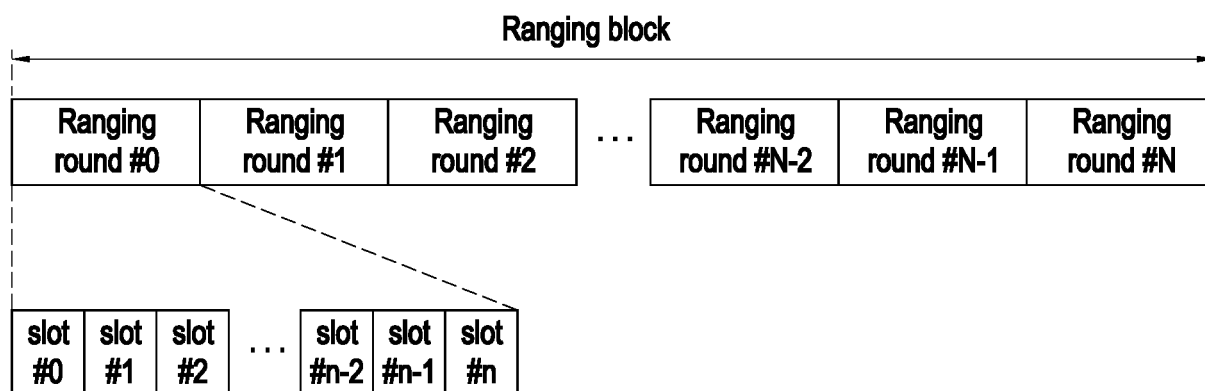 Ranging block
Ranging Ranging Ranging ... Ranging Ranging Ranging
round #0 round #1 round #2 round #N-2 round #N-1 round #N
slot slot slot ... slot slot slot
#0 #1 #2 #n-2 #n-1 #n